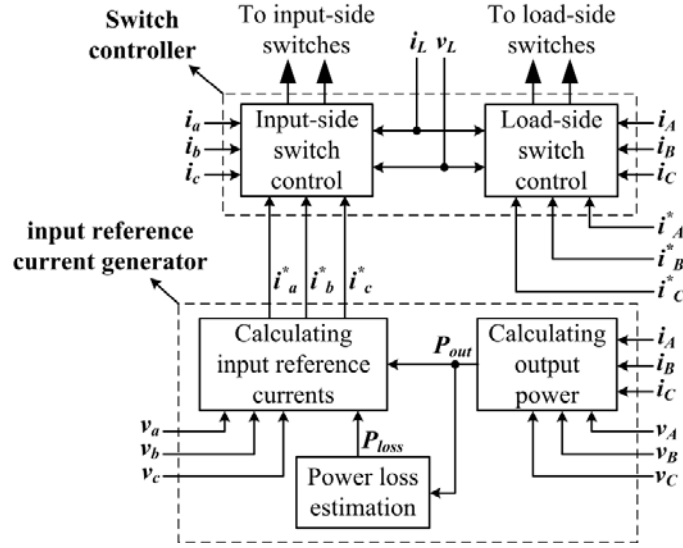 Switch
controller
To input-side
switches
i_L v_L
To load-side
switches
i_a
i_b
i_c
Input-side
switch
control
Load-side
switch
control
i_A
i_B
i_C
i*_A
i*_B
i*_C
input reference
current generator
i*_a i*_b i*_c
Calculating
input reference
currents
P_out
Calculating
output
power
i_A
i_B
i_C
v_a
v_b
v_c
P_loss
Power loss
estimation
v_A
v_B
v_C